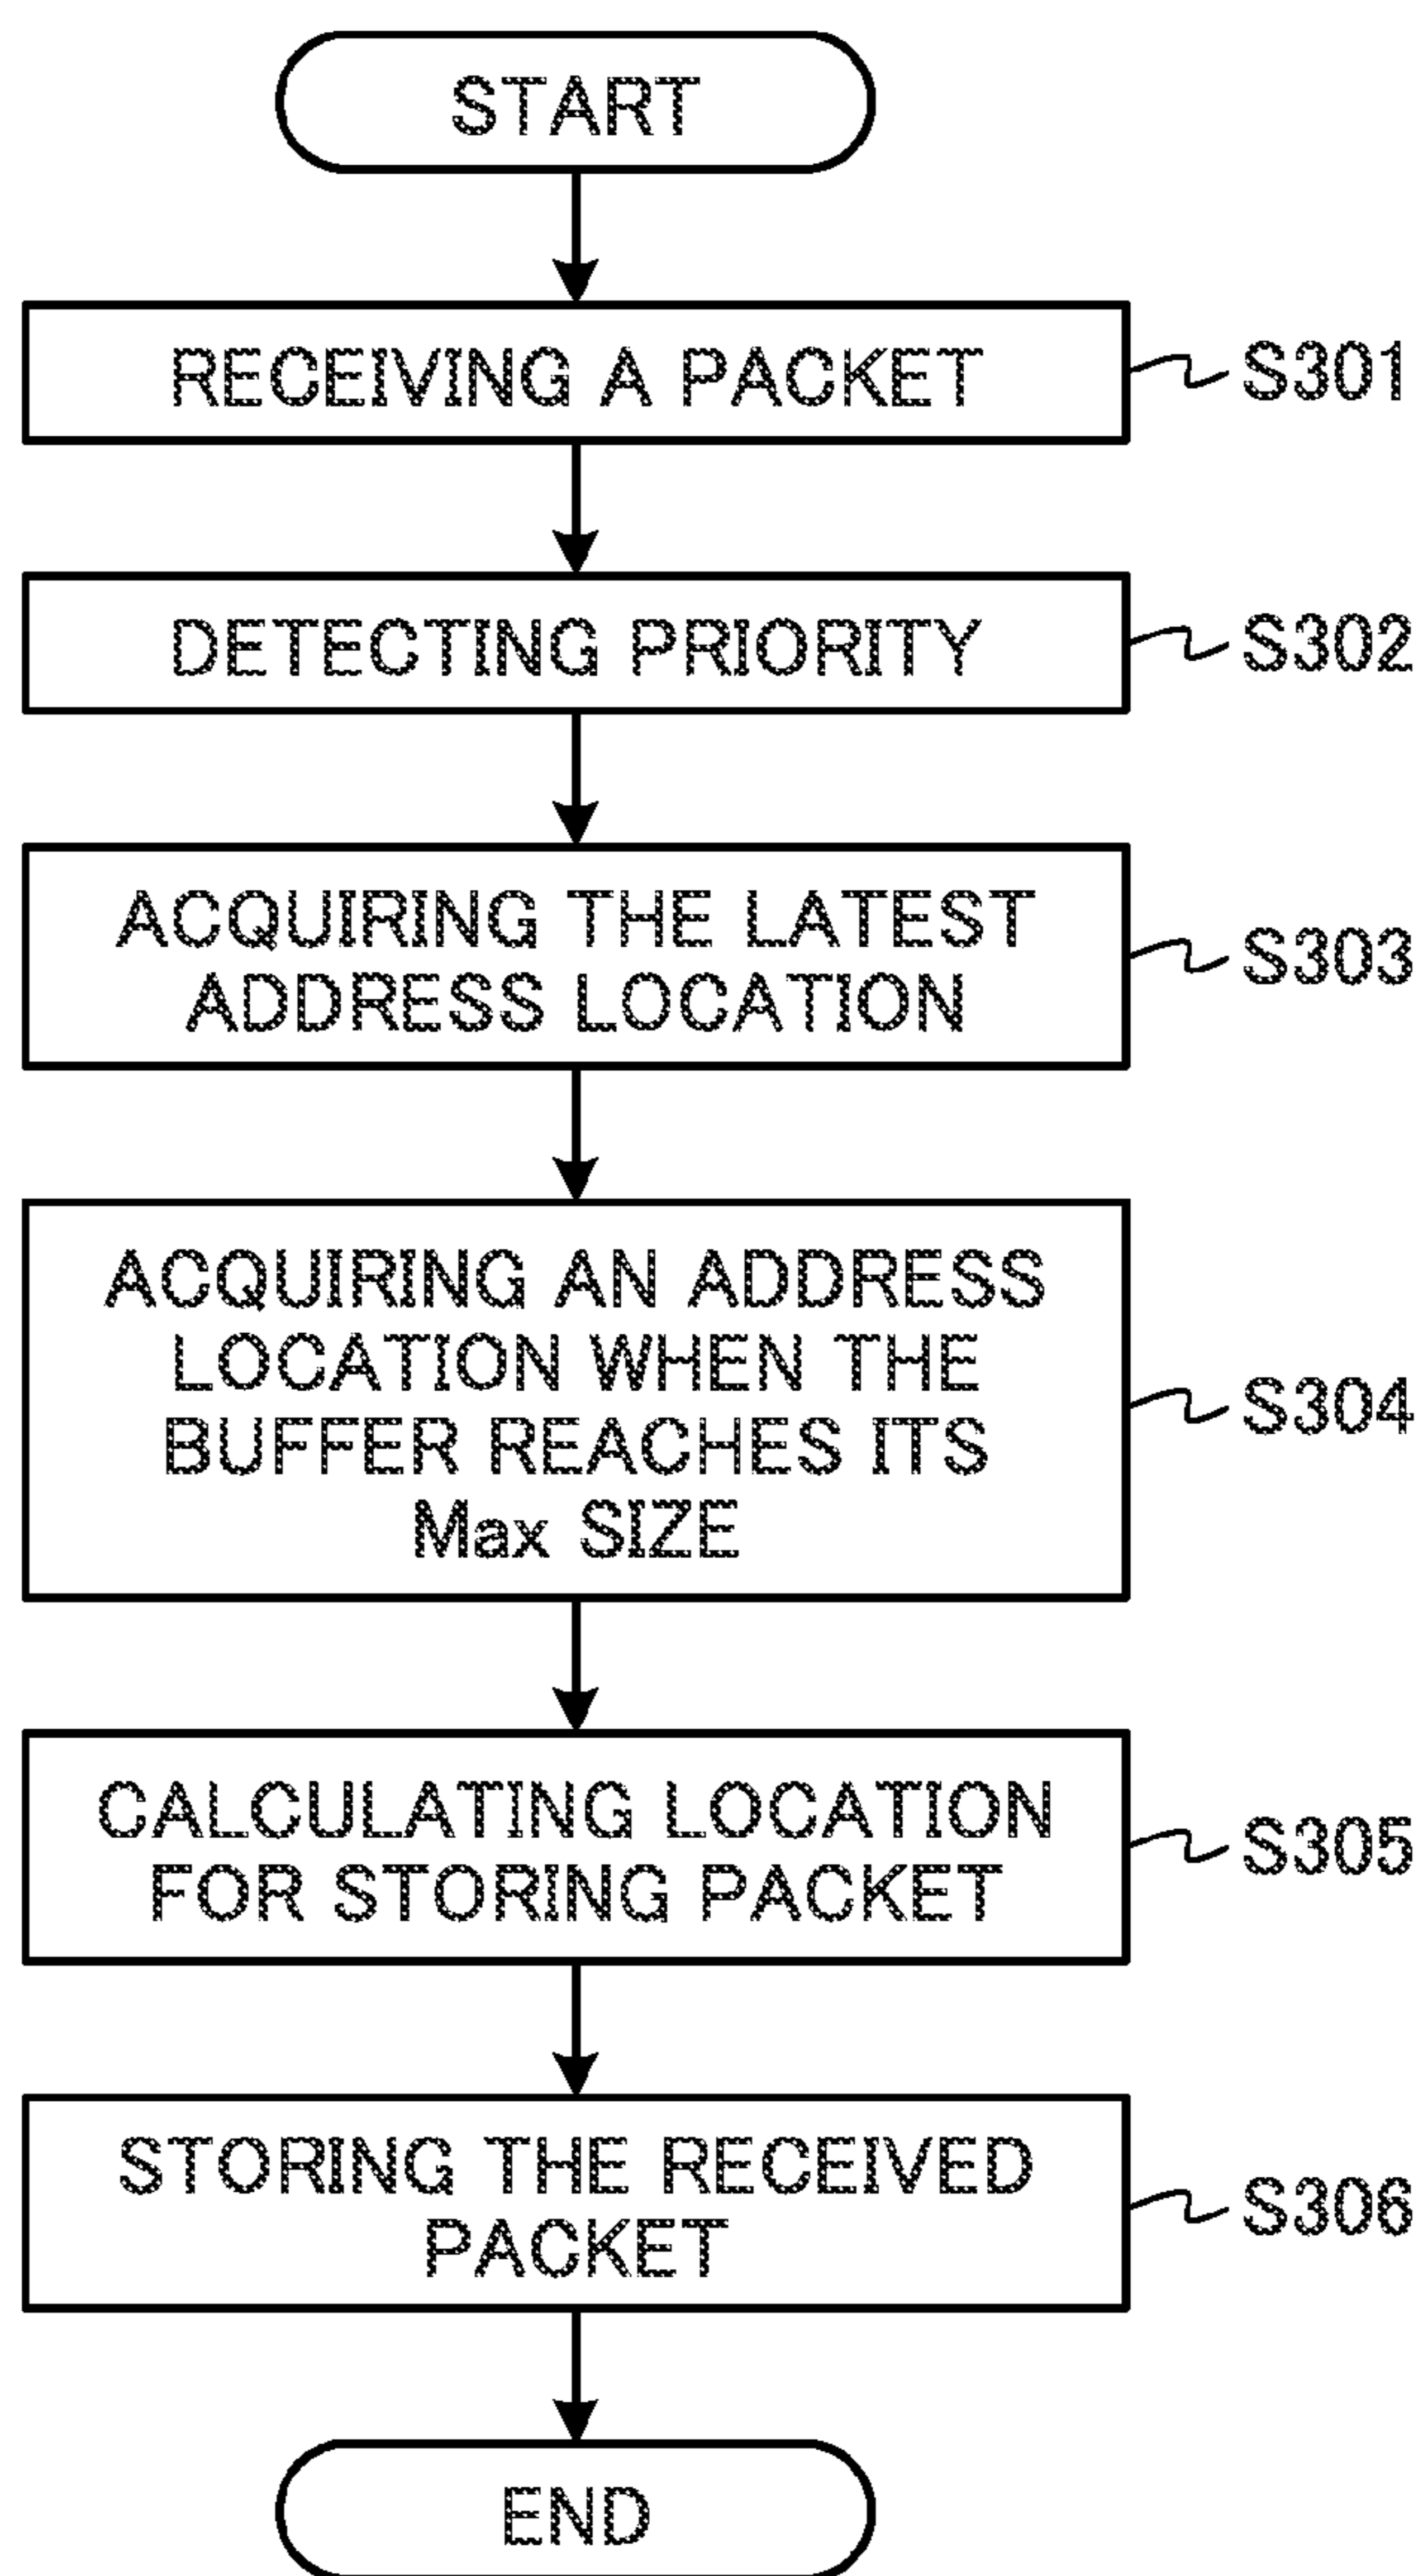 START
RECEIVING A PACKET
S301
DETECTING PRIORITY
S302
ACQUIRING THE LATEST
ADDRESS LOCATION
S303
ACQUIRING AN ADDRESS
LOCATION WHEN THE
BUFFER REACHES ITS
Max SIZE
S304
CALCULATING LOCATION
FOR STORING PACKET
S305
STORING THE RECEIVED
PACKET
S306
END